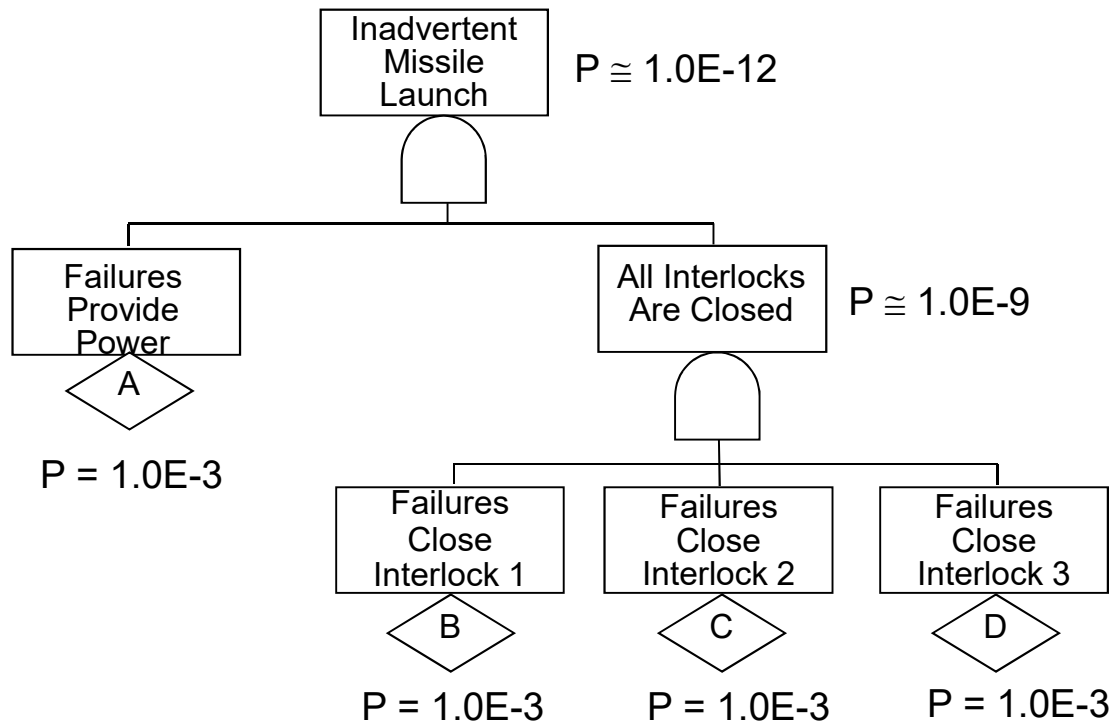 Inadvertent
Missile
Launch
P ≅ 1.0E-12
Failures
Provide
Power
A
P = 1.0E-3
All Interlocks
Are Closed
P ≅ 1.0E-9
Failures
Close
Interlock 1
B
P = 1.0E-3
Failures
Close
Interlock 2
C
P = 1.0E-3
Failures
Close
Interlock 3
D
P = 1.0E-3